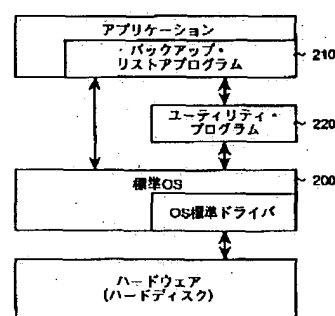 アプリケーション
バックアップ・
リストアプログラム
210
ユーティリティ・
プログラム
220
標準OS
200
OS標準ドライバ
ハードウェア
(ハードディスク)